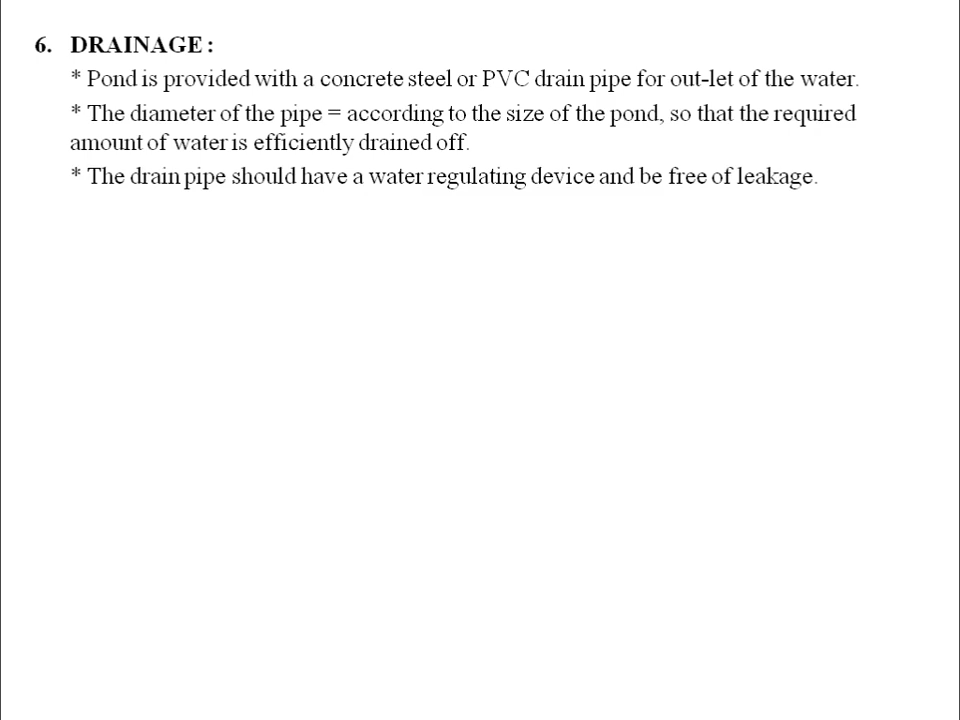 6. DRAINAGE :
* Pond is provided with a concrete steel or PVC drain pipe for out-let of the water.
* The diameter of the pipe = according to the size of the pond, so that the required
amount of water is efficiently drained off.
* The drain pipe should have a water regulating device and be free of leakage.